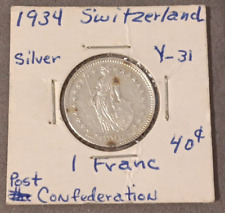 1934 Switzerland
Silver Y-31
40¢
1 Franc
Post
Confederation